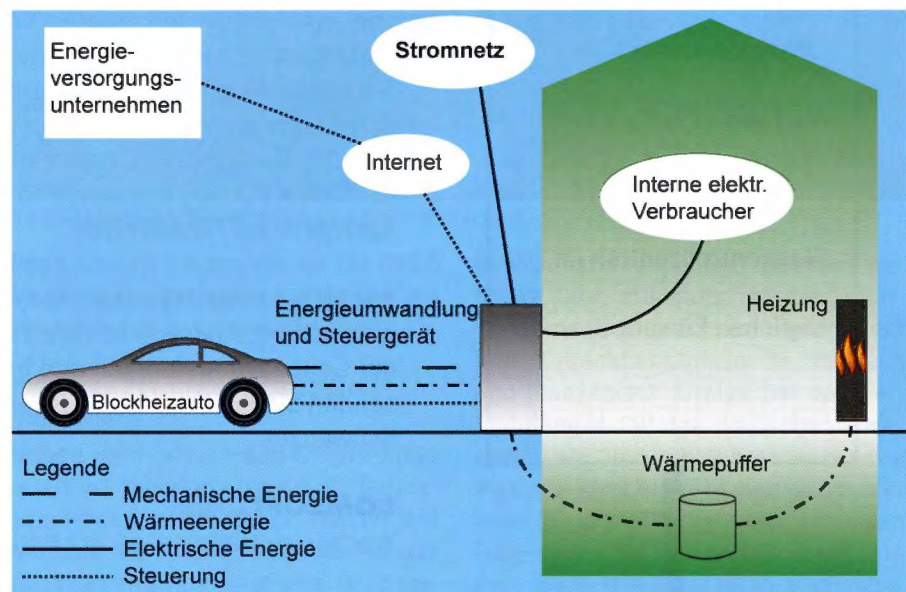 Energie-
versorgungs-
unternehmen
Stromnetz
Internet
Interne elektr.
Verbraucher
Energieumwandlung
und Steuergerät
Heizung
Blockheizauto
Wärmepuffer
Legende
Mechanische Energie
Wärmeenergie
Elektrische Energie
Steuerung